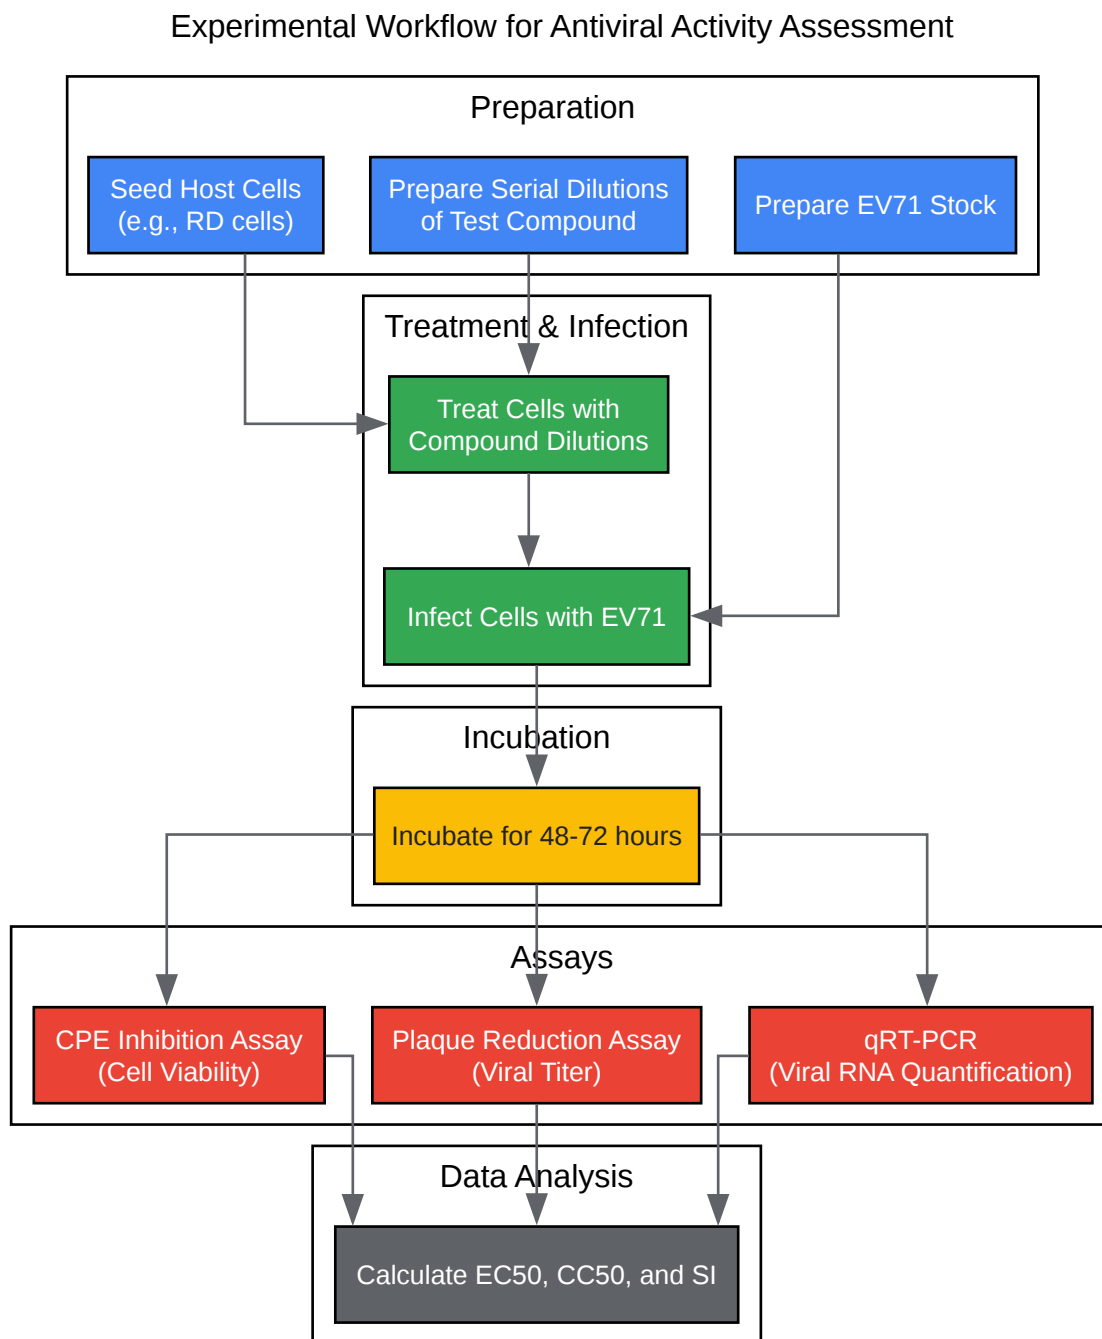 Experimental Workflow for Antiviral Activity Assessment
Preparation
Seed Host Cells
(e.g., RD cells)
Prepare Serial Dilutions
of Test Compound
Prepare EV71 Stock
Treatment & Infection
Treat Cells with
Compound Dilutions
Infect Cells with EV71
Incubation
Incubate for 48-72 hours
Assays
CPE Inhibition Assay
(Cell Viability)
Plaque Reduction Assay
(Viral Titer)
qRT-PCR
(Viral RNA Quantification)
Data Analysis
Calculate EC50, CC50, and SI